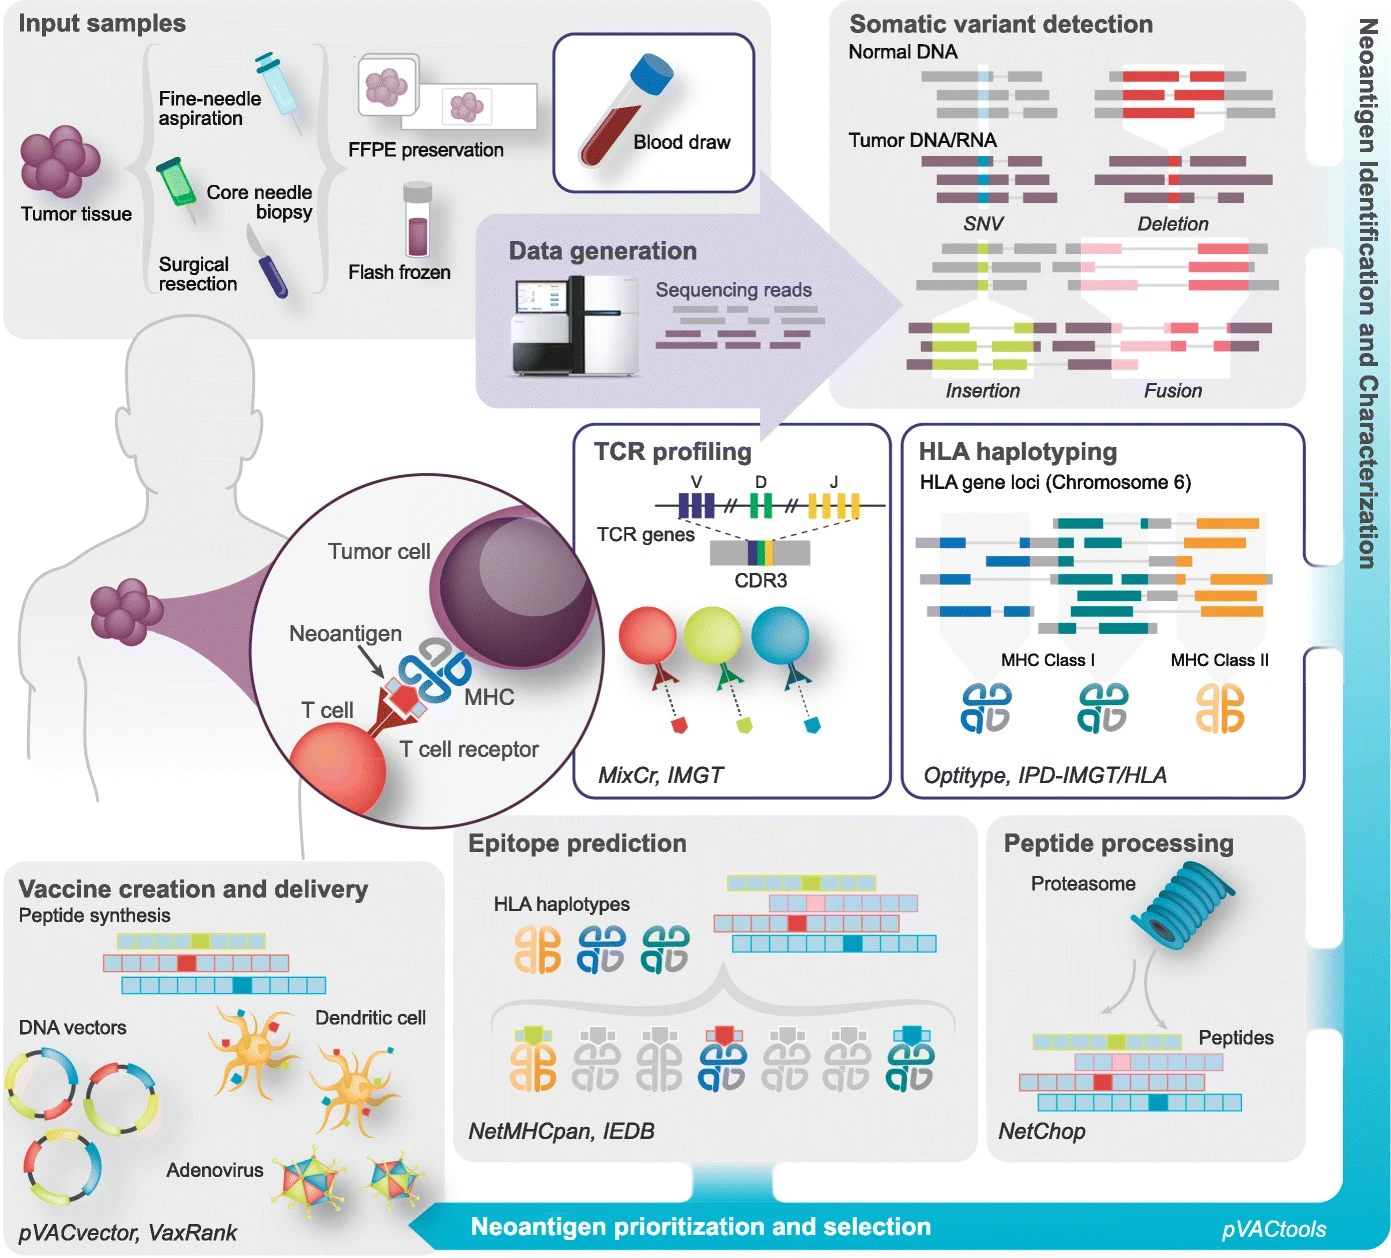 Input samples
Fine-needle
aspiration
Tumor tissue
Core needle
biopsy
Surgical
resection
FFPE preservation
Flash frozen
Blood draw
Data generation
Sequencing reads
Somatic variant detection
Normal DNA
Tumor DNA/RNA
SNV
Deletion
Insertion
Fusion
Neoantigen Identification and Characterization
Tumor cell
Neoantigen
MHC
T cell
T cell receptor
TCR profiling
V
D
J
TCR genes
CDR3
MixCr, IMGT
HLA haplotyping
HLA gene loci (Chromosome 6)
MHC Class I
MHC Class II
Optitype, IPD-IMGT/HLA
Epitope prediction
HLA haplotypes
NetMHCpan, IEDB
Peptide processing
Proteasome
Peptides
NetChop
Vaccine creation and delivery
Peptide synthesis
DNA vectors
Dendritic cell
Adenovirus
pVACvector, VaxRank
Neoantigen prioritization and selection
pVACtools